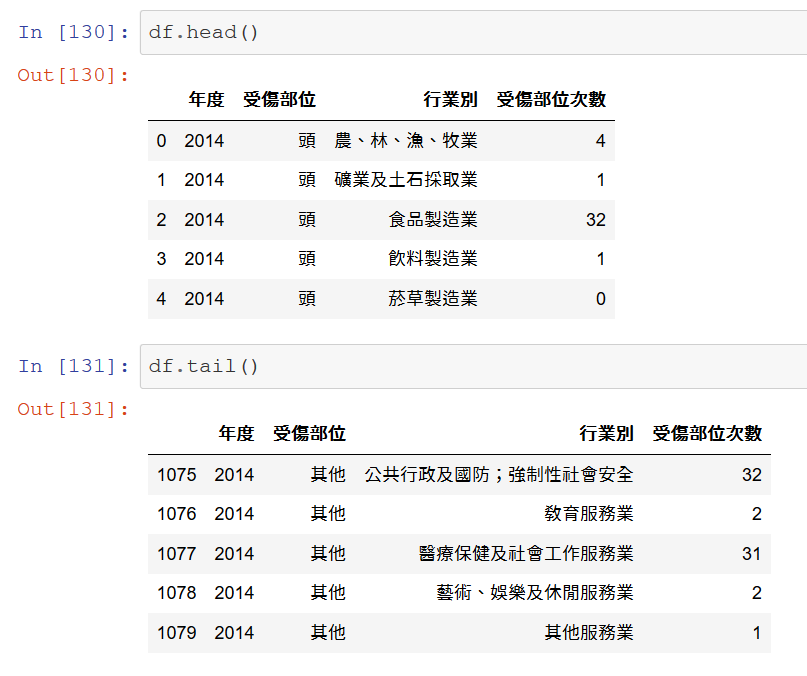 In [130]: df.head()
Out[130]:
年度 受傷部位 行業別 受傷部位次數
0 2014 頭 農、林、漁、牧業 4
1 2014 頭 礦業及土石採取業 1
2 2014 頭 食品製造業 32
3 2014 頭 飲料製造業 1
4 2014 頭 菸草製造業 0
In [131]: df.tail()
Out[131]:
年度 受傷部位 行業別 受傷部位次數
1075 2014 其他 公共行政及國防；強制性社會安全 32
1076 2014 其他 教育服務業 2
1077 2014 其他 醫療保健及社會工作服務業 31
1078 2014 其他 藝術、娛樂及休閒服務業 2
1079 2014 其他 其他服務業 1